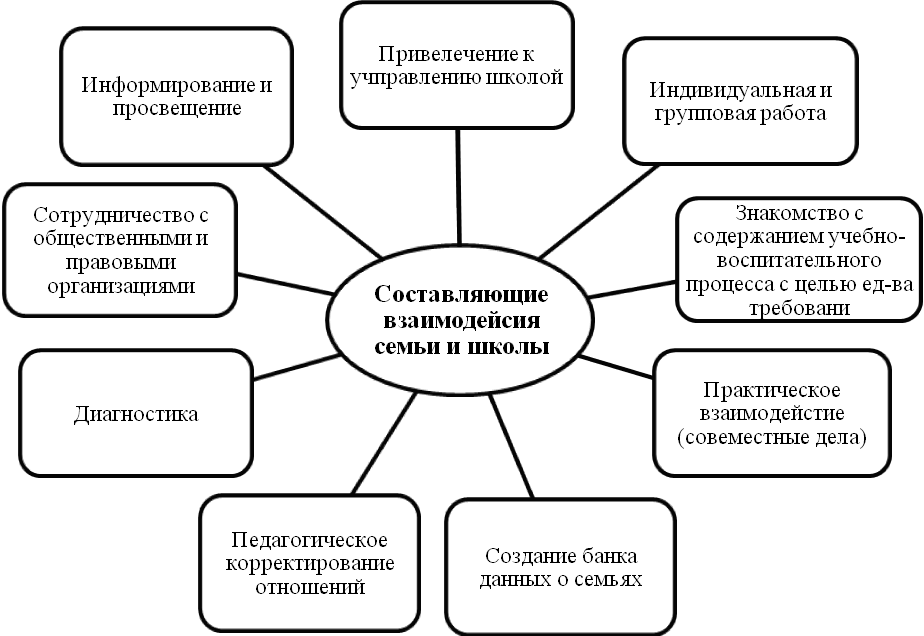 Привелечение к
учправлению школой
Информирование и
просвещение
Индивидуальная и
групповая работа
Сотрудничество с
общественными и
правовыми
организациями
Знакомство с
содержанием учебно-
воспитательного
процесса с целью ед-ва
требовани
Составляющие
взаимодейсия
семьи и школы
Диагностика
Практическое
взаимодейстие
(совеместные дела)
Педагогическое
корректирование
отношений
Создание банка
данных о семьях